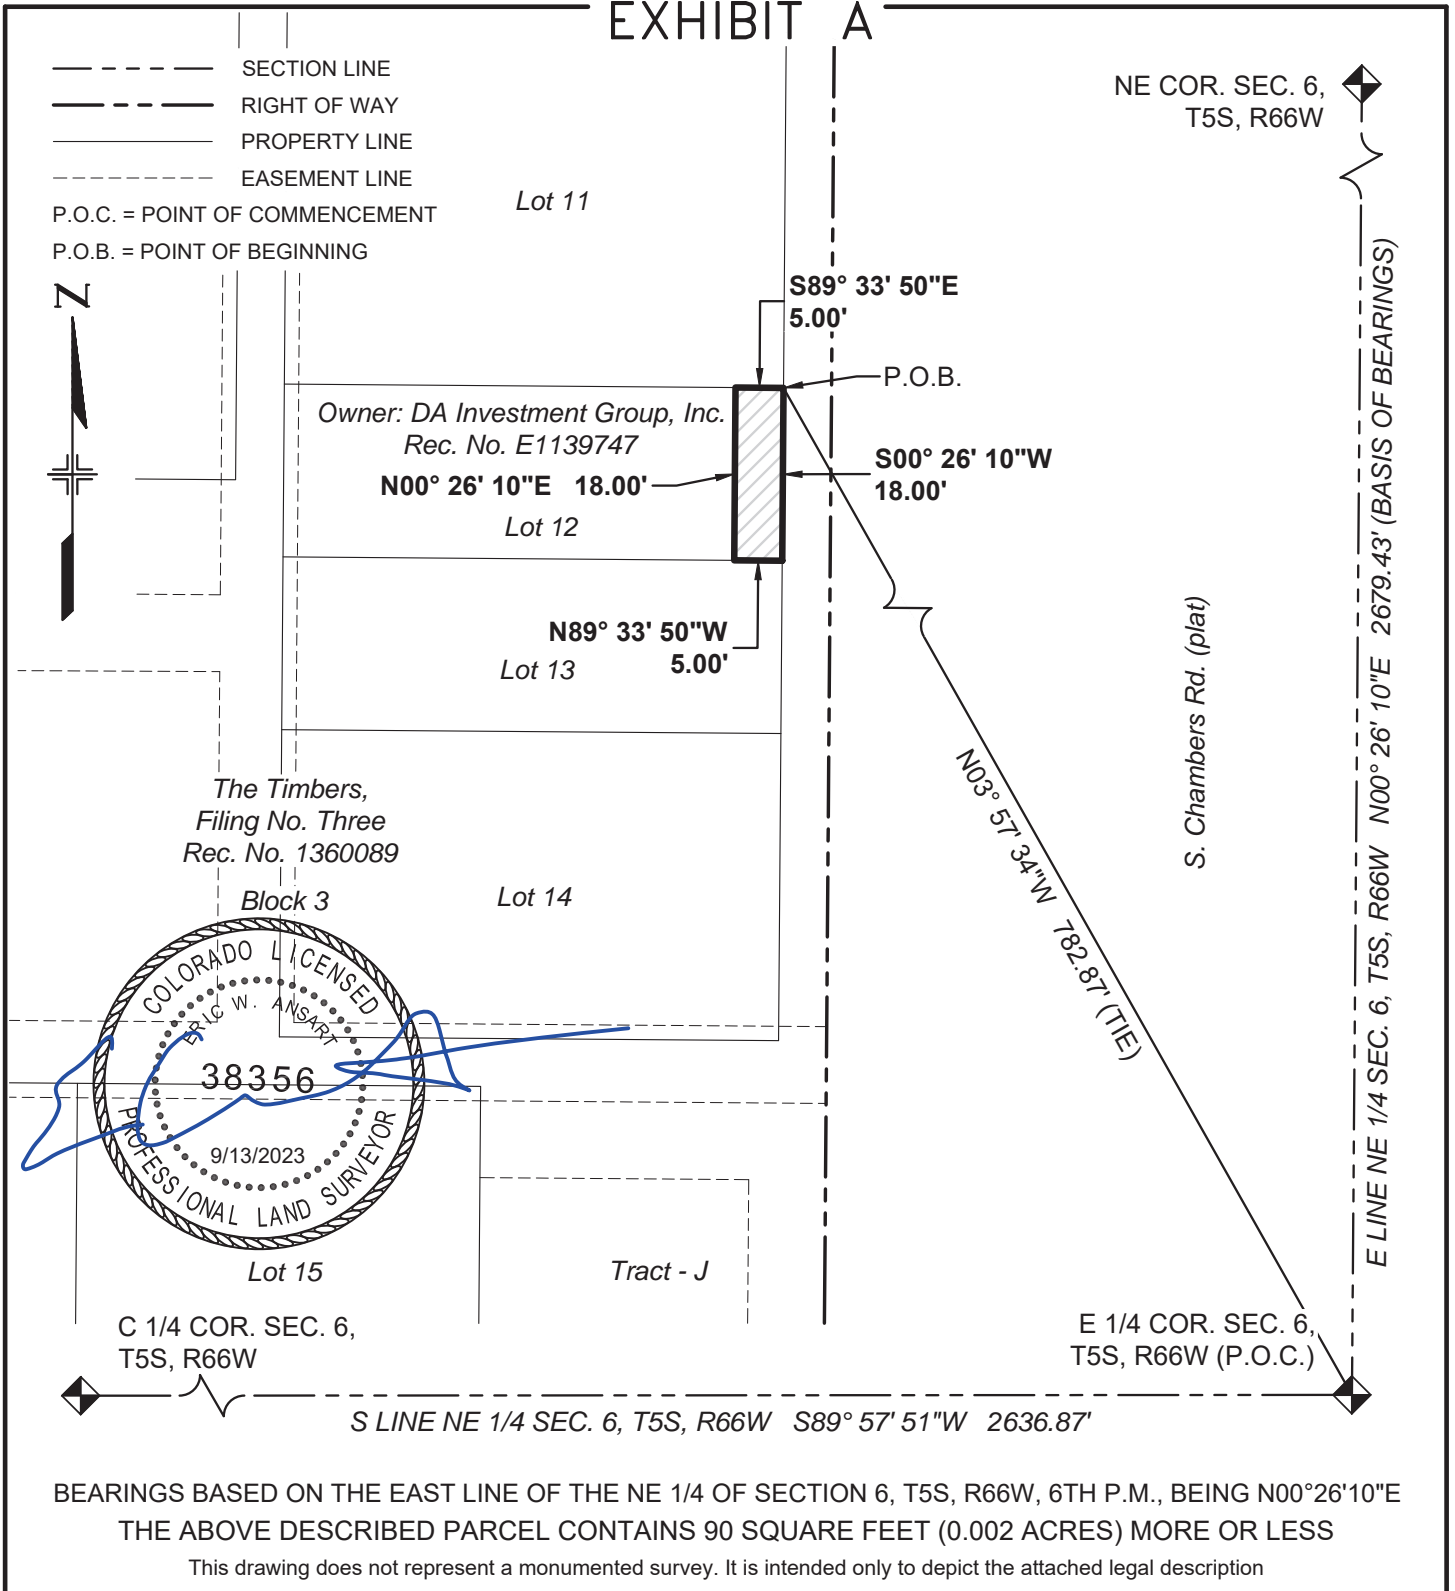 EXHIBIT A
SECTION LINE
RIGHT OF WAY
PROPERTY LINE
EASEMENT LINE
P.O.C. = POINT OF COMMENCEMENT
P.O.B. = POINT OF BEGINNING
NE COR. SEC. 6,
T5S, R66W
Lot 11
N
S89° 33' 50"E
5.00'
P.O.B.
Owner: DA Investment Group, Inc.
Rec. No. E1139747
N00° 26' 10"E 18.00'
S00° 26' 10"W
18.00'
Lot 12
N89° 33' 50"W
5.00'
Lot 13
S. Chambers Rd. (plat)
E LINE NE 1/4 SEC. 6, T5S, R66W N00° 26' 10"E 2679.43' (BASIS OF BEARINGS)
N03° 57' 34"W 782.87' (TIE)
The Timbers,
Filing No. Three
Rec. No. 1360089
Block 3
Lot 14
COLORADO LICENSED
ERIC W. ANSART
38356
9/13/2023
PROFESSIONAL LAND SURVEYOR
Lot 15
Tract - J
C 1/4 COR. SEC. 6,
T5S, R66W
E 1/4 COR. SEC. 6,
T5S, R66W (P.O.C.)
S LINE NE 1/4 SEC. 6, T5S, R66W S89° 57' 51"W 2636.87'
BEARINGS BASED ON THE EAST LINE OF THE NE 1/4 OF SECTION 6, T5S, R66W, 6TH P.M., BEING N00°26'10"E
THE ABOVE DESCRIBED PARCEL CONTAINS 90 SQUARE FEET (0.002 ACRES) MORE OR LESS
This drawing does not represent a monumented survey. It is intended only to depict the attached legal description